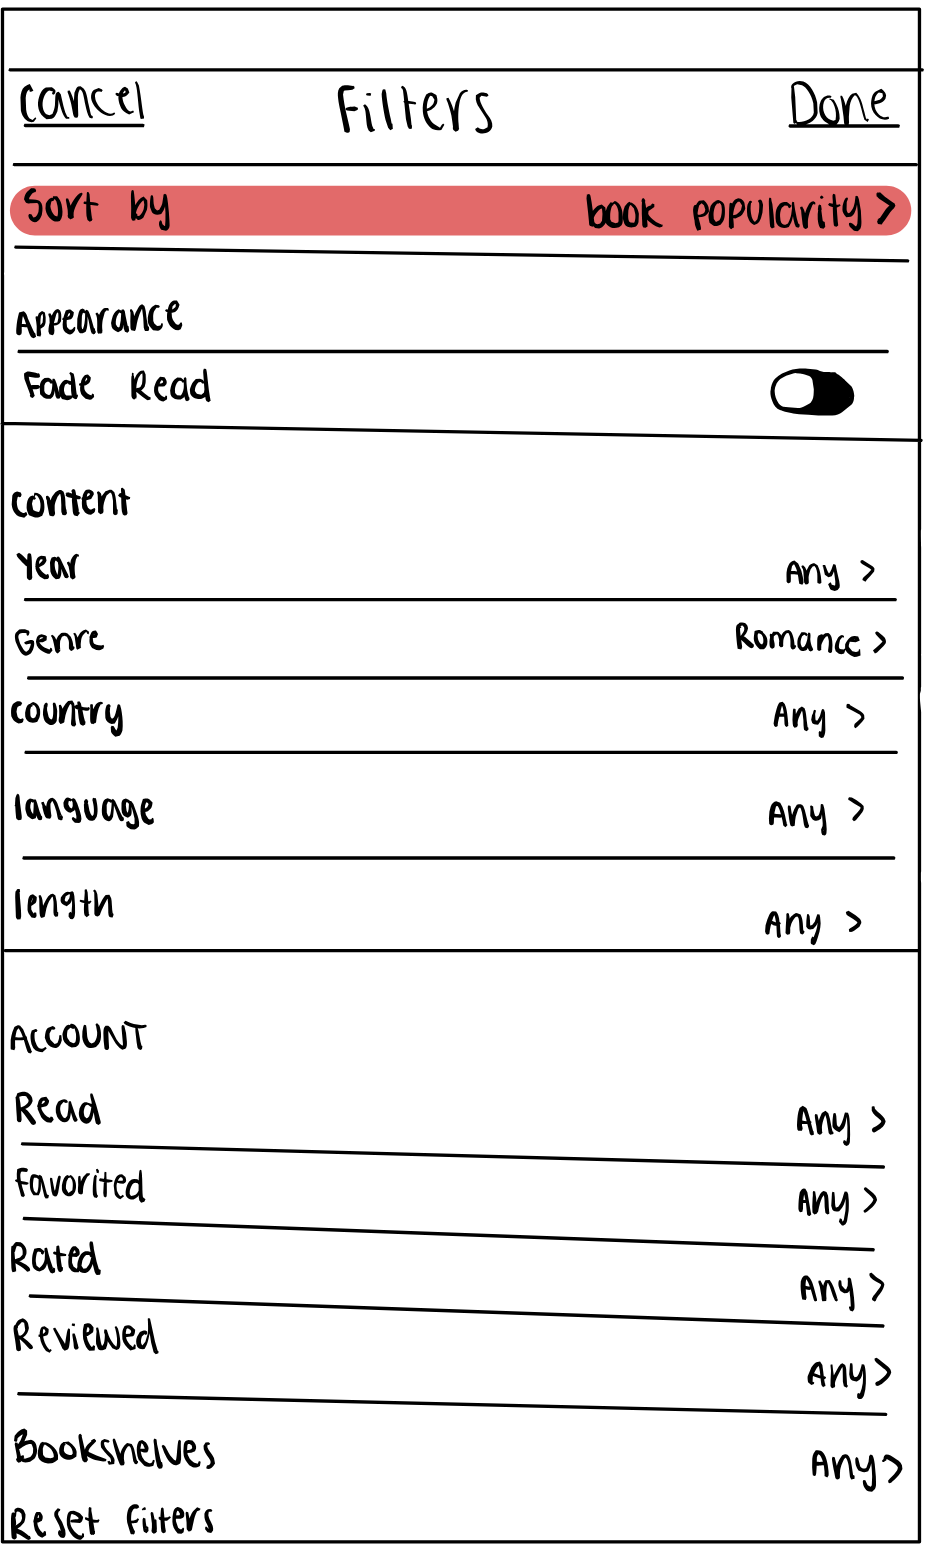 Cancel Filters Done
Sort by book popularity >
Appearance
Fade Read
content
Year Any >
Genre Romance >
country Any >
language Any >
length Any >
ACCOUNT
Read Any >
Favorited Any >
Rated Any >
Reviewed Any >
Bookshelves Any >
Reset Filters